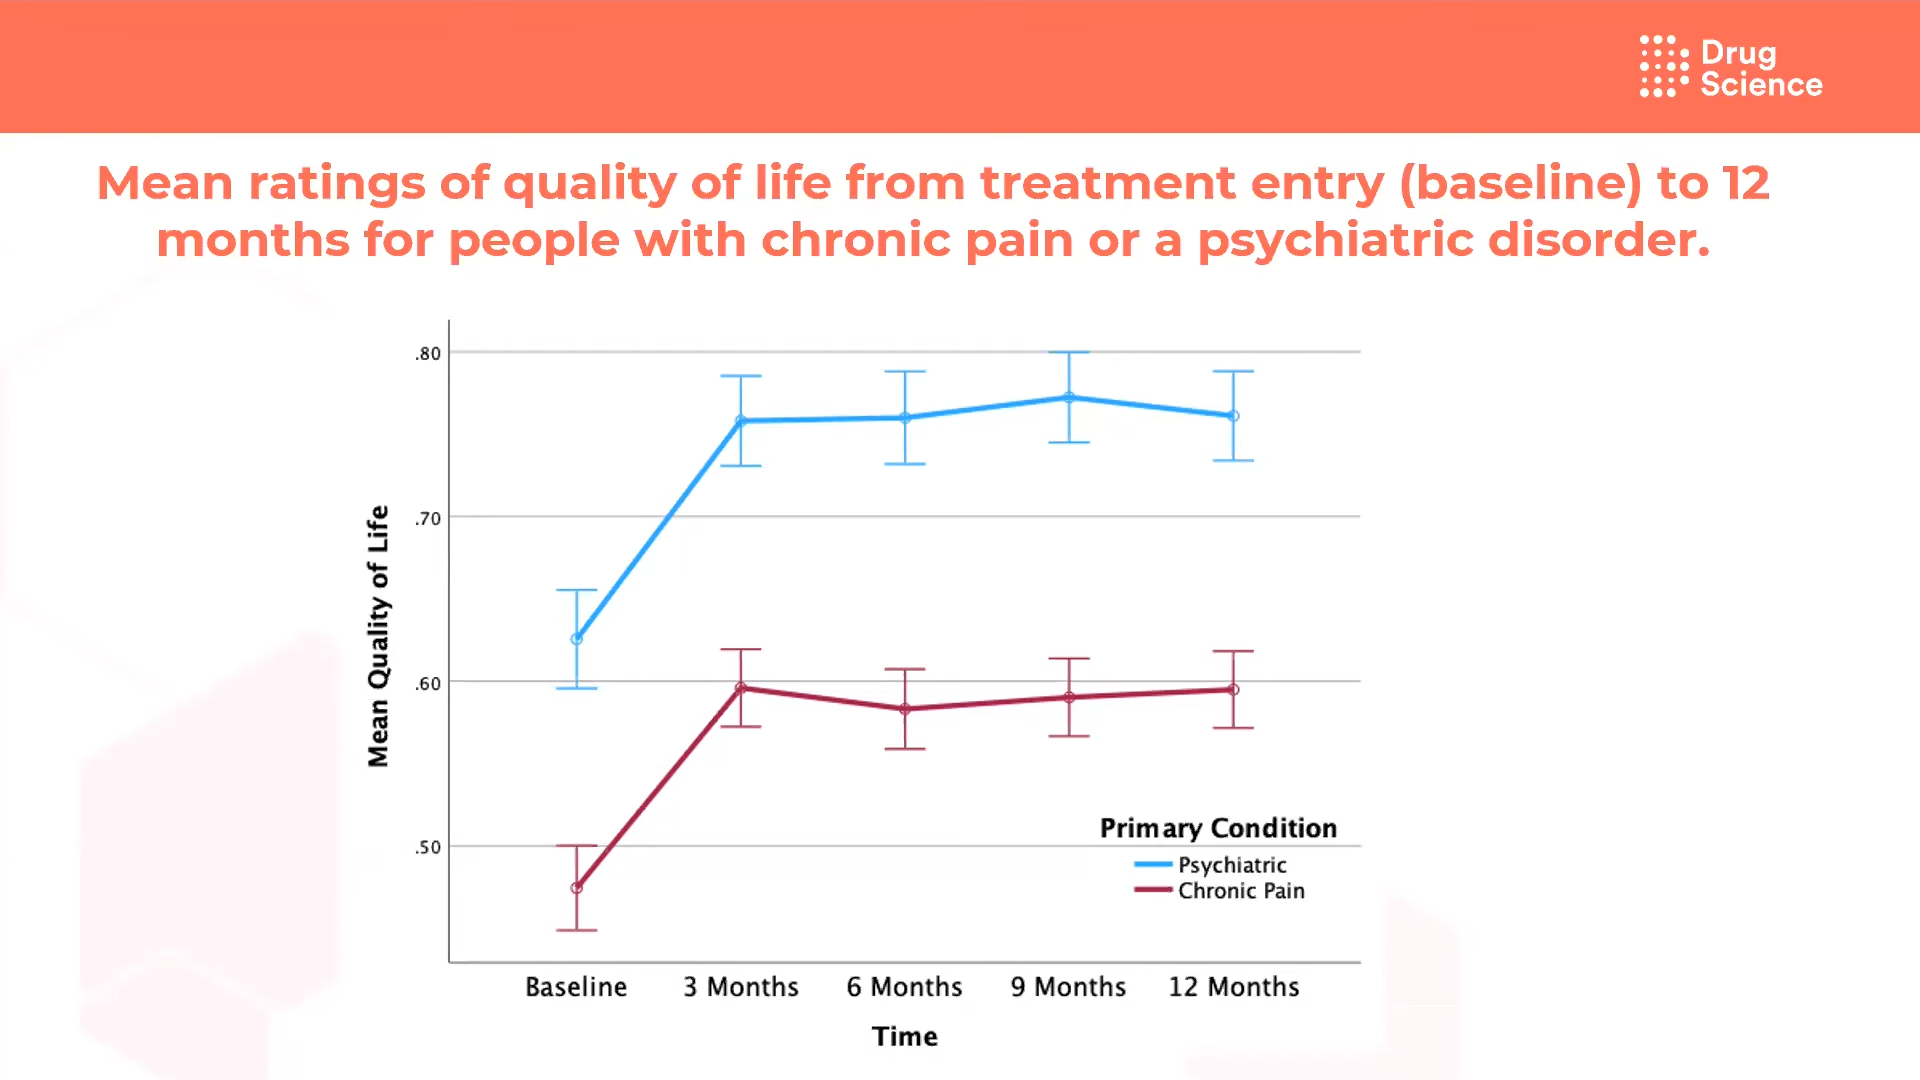 Drug
Science
Mean ratings of quality of life from treatment entry (baseline) to 12
months for people with chronic pain or a psychiatric disorder.
.80
.70
.60
.50
Mean Quality of Life
Primary Condition
Psychiatric
Chronic Pain
Baseline 3 Months 6 Months 9 Months 12 Months
Time